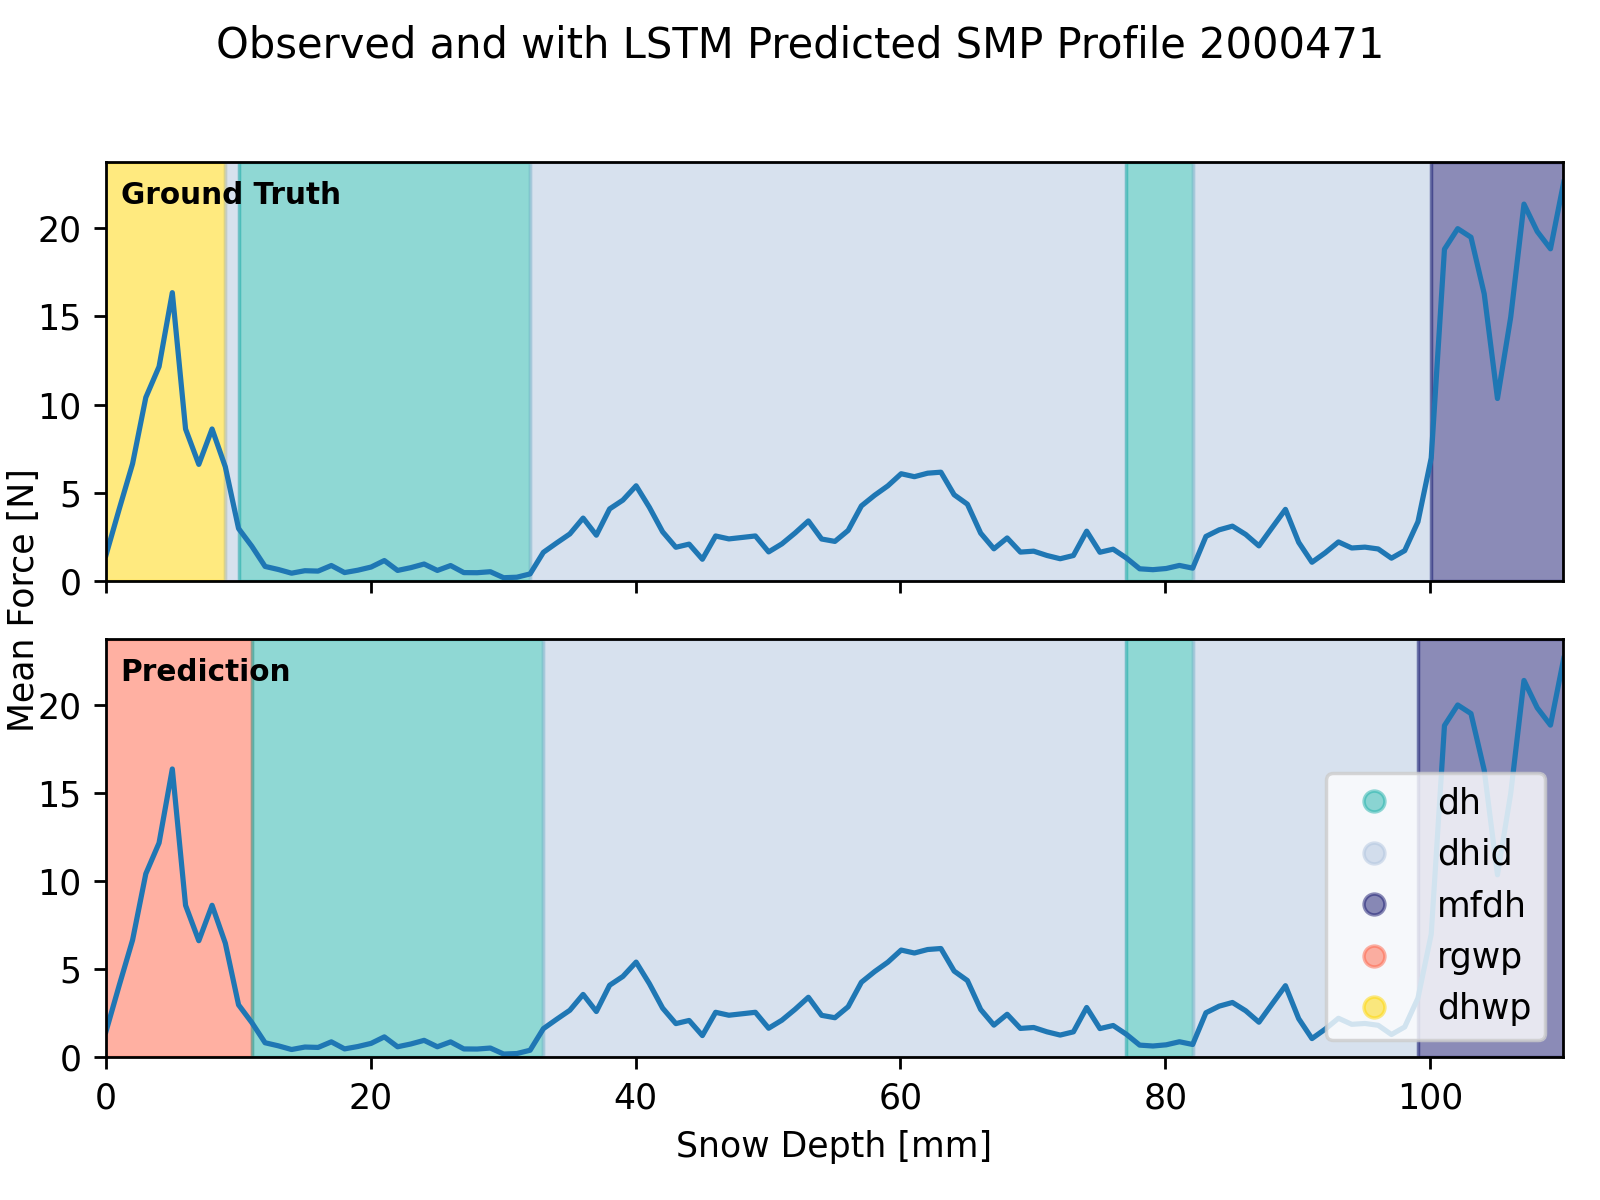 Observed and with LSTM Predicted SMP Profile 2000471
Ground Truth
20
15
10
5
0
Mean Force [N]
Prediction
20
15
10
5
0
dh
dhid
mfdh
rgwp
dhwp
0 20 40 60 80 100
Snow Depth [mm]